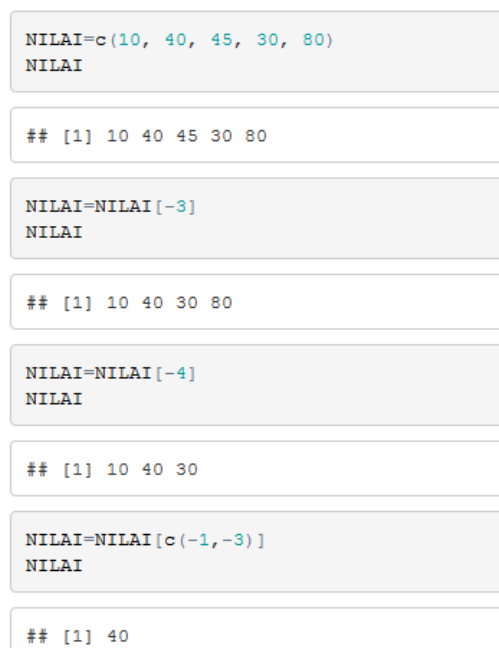 NILAI=c(10, 40, 45, 30, 80)
NILAI
## [1] 10 40 45 30 80
NILAI=NILAI[-3]
NILAI
## [1] 10 40 30 80
NILAI=NILAI[-4]
NILAI
## [1] 10 40 30
NILAI=NILAI[c(-1,-3)]
NILAI
## [1] 40